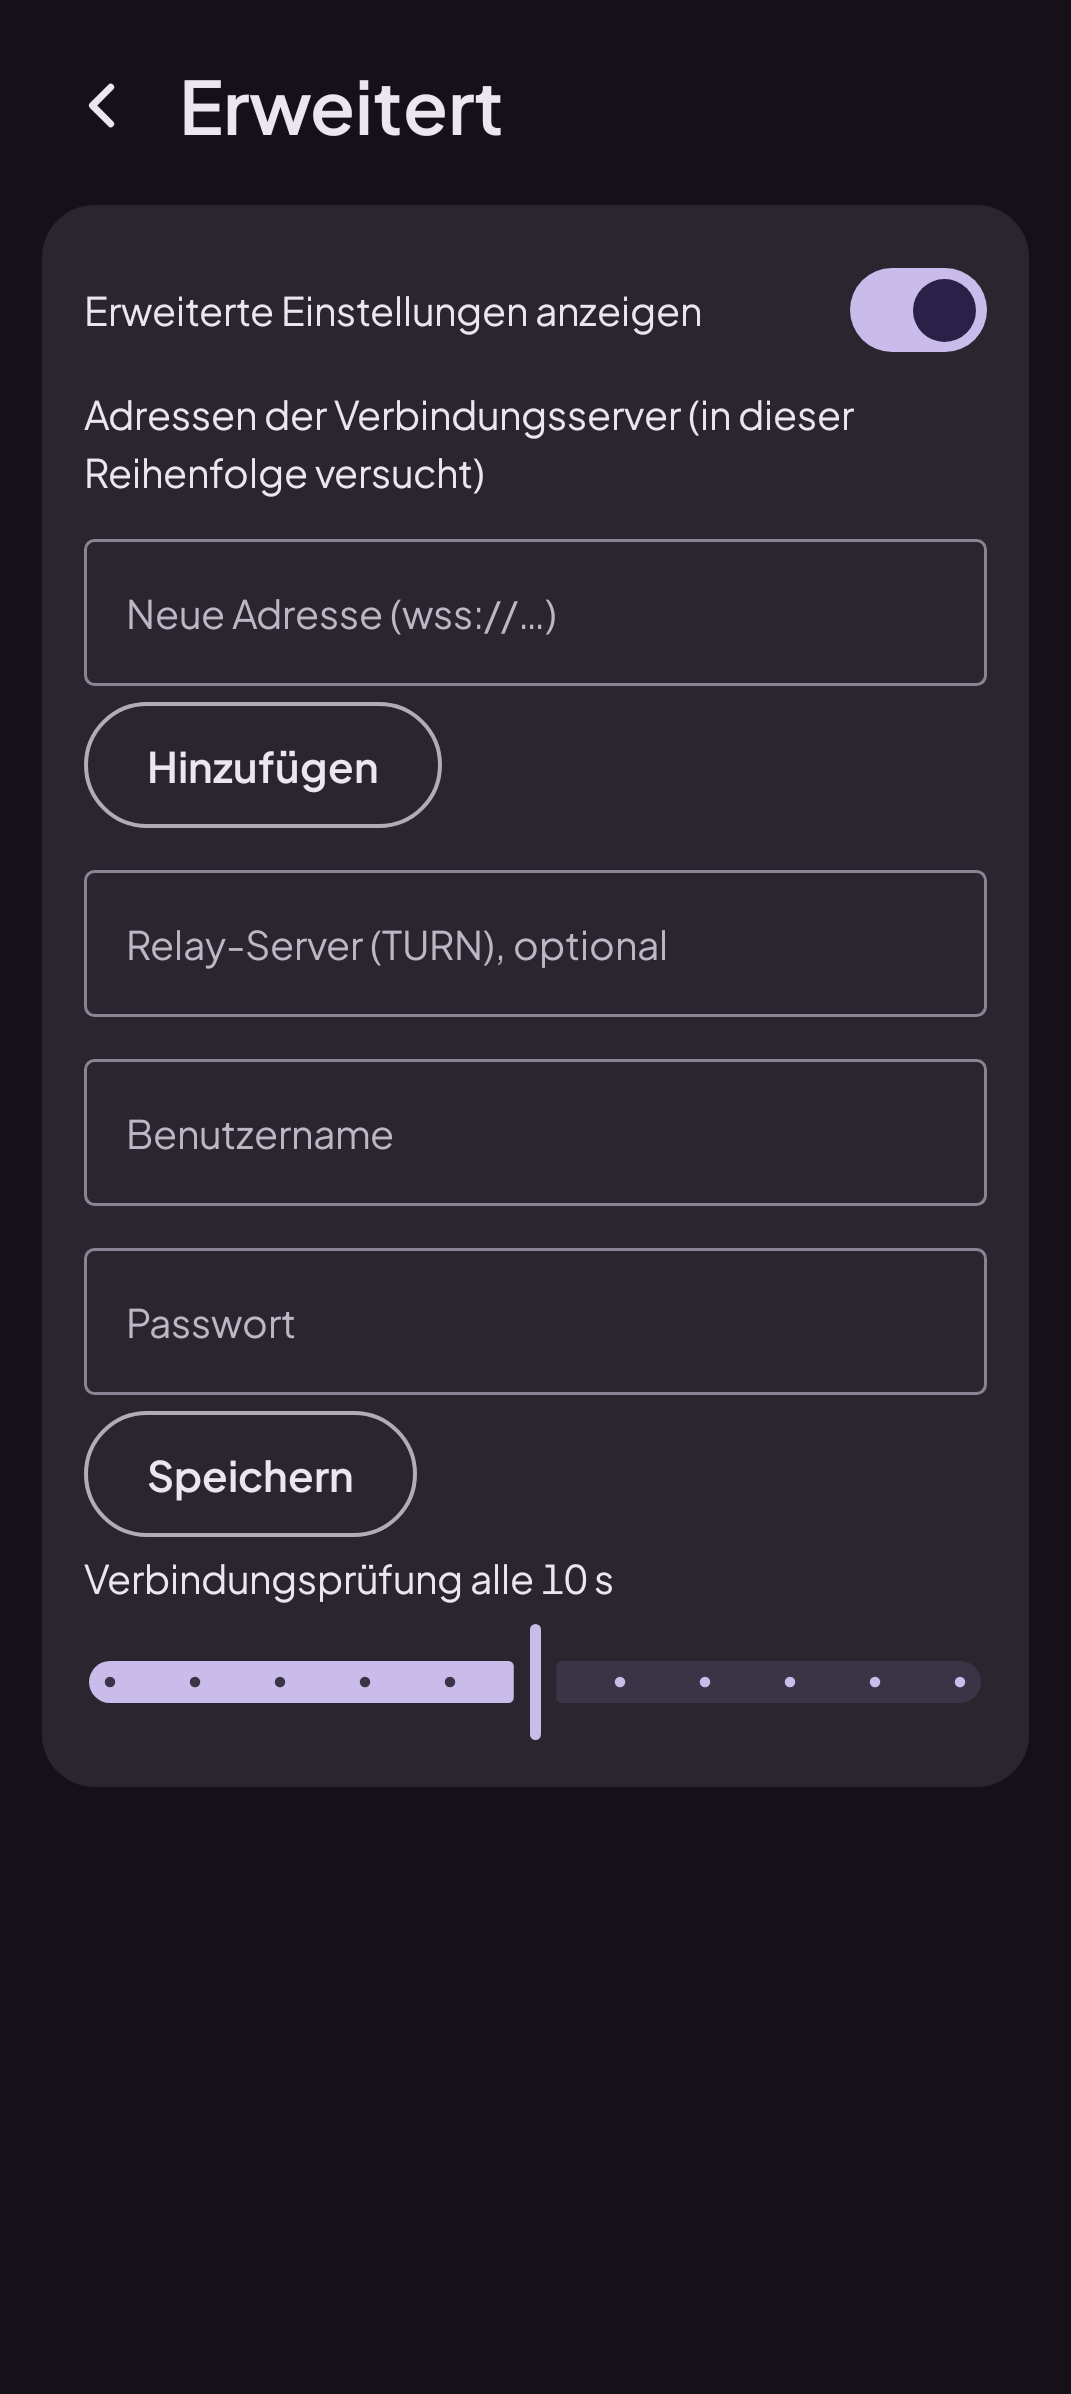 Erweitert
Erweiterte Einstellungen anzeigen
Adressen der Verbindungsserver (in dieser
Reihenfolge versucht)
Neue Adresse (wss://…)
Hinzufügen
Relay-Server (TURN), optional
Benutzername
Passwort
Speichern
Verbindungsprüfung alle 10 s